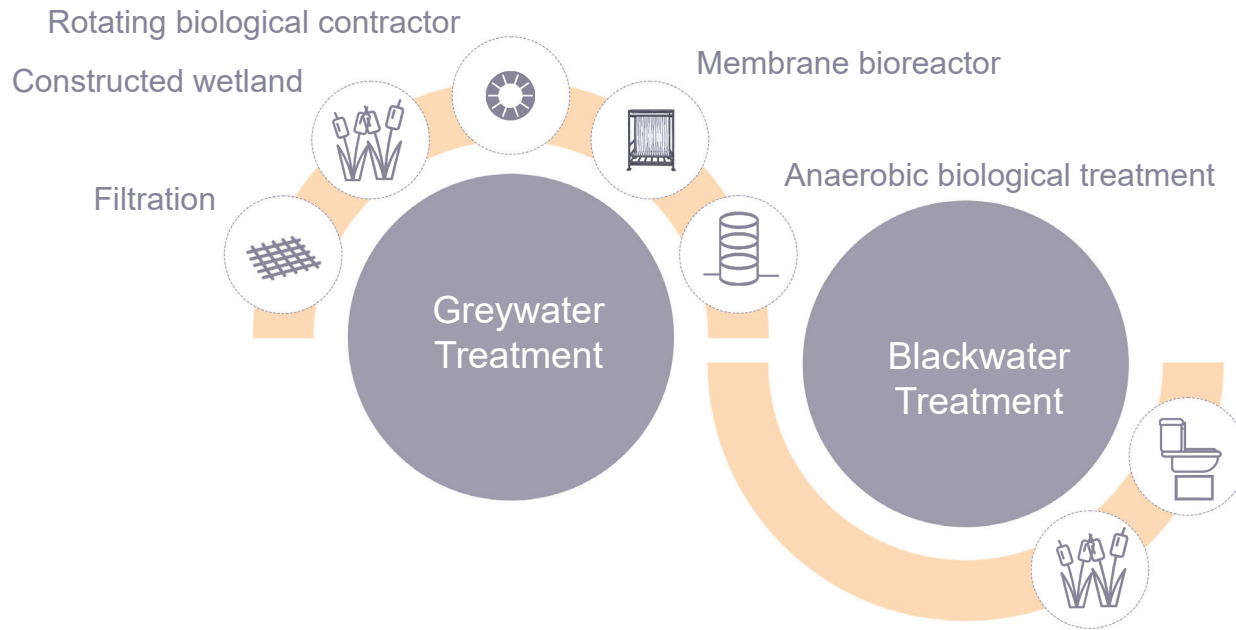 Rotating biological contractor
Constructed wetland
Filtration
Membrane bioreactor
Anaerobic biological treatment
Greywater
Treatment
Blackwater
Treatment